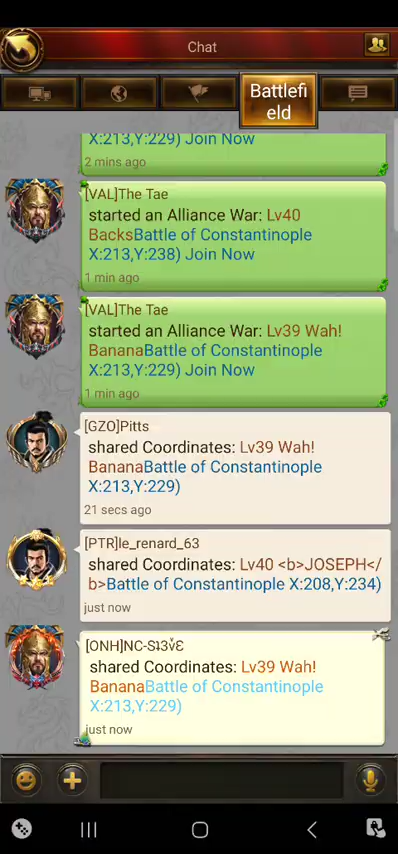 Chat
Battlefi
eld
X:213,Y:229) Join Now
2 mins ago
[VAL]The Tae
started an Alliance War: Lv40
BacksBattle of Constantinople
X:213,Y:238) Join Now
1 min ago
[VAL]The Tae
started an Alliance War: Lv39 Wah!
BananaBattle of Constantinople
X:213,Y:229) Join Now
1 min ago
[GZO]Pitts
shared Coordinates: Lv39 Wah!
BananaBattle of Constantinople
X:213,Y:229)
21 secs ago
[PTR]le_renard_63
shared Coordinates: Lv40 <b>JOSEPH</
b>Battle of Constantinople X:208,Y:234)
just now
shared Coordinates: Lv39 Wah!
BananaBattle of Constantinople
X:213,Y:229)
just now